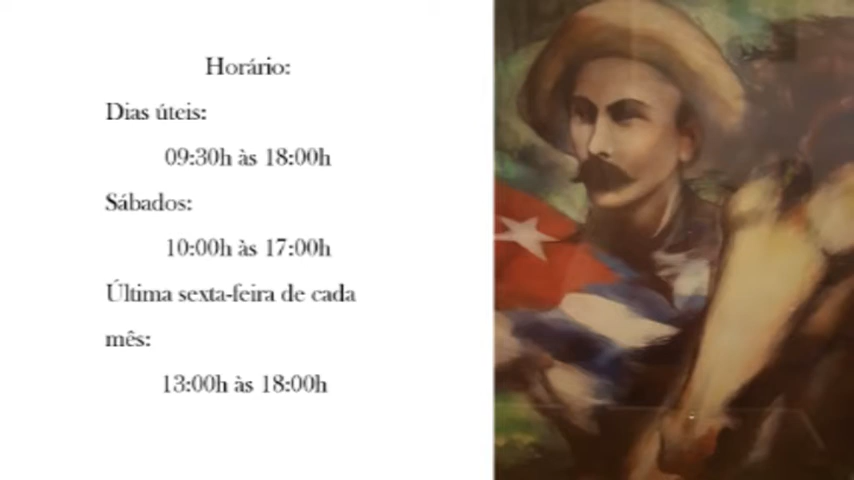 Horário:
Dias úteis:
09:30h às 18:00h
Sábados:
10:00h às 17:00h
Última sexta-feira de cada
mês:
13:00h às 18:00h